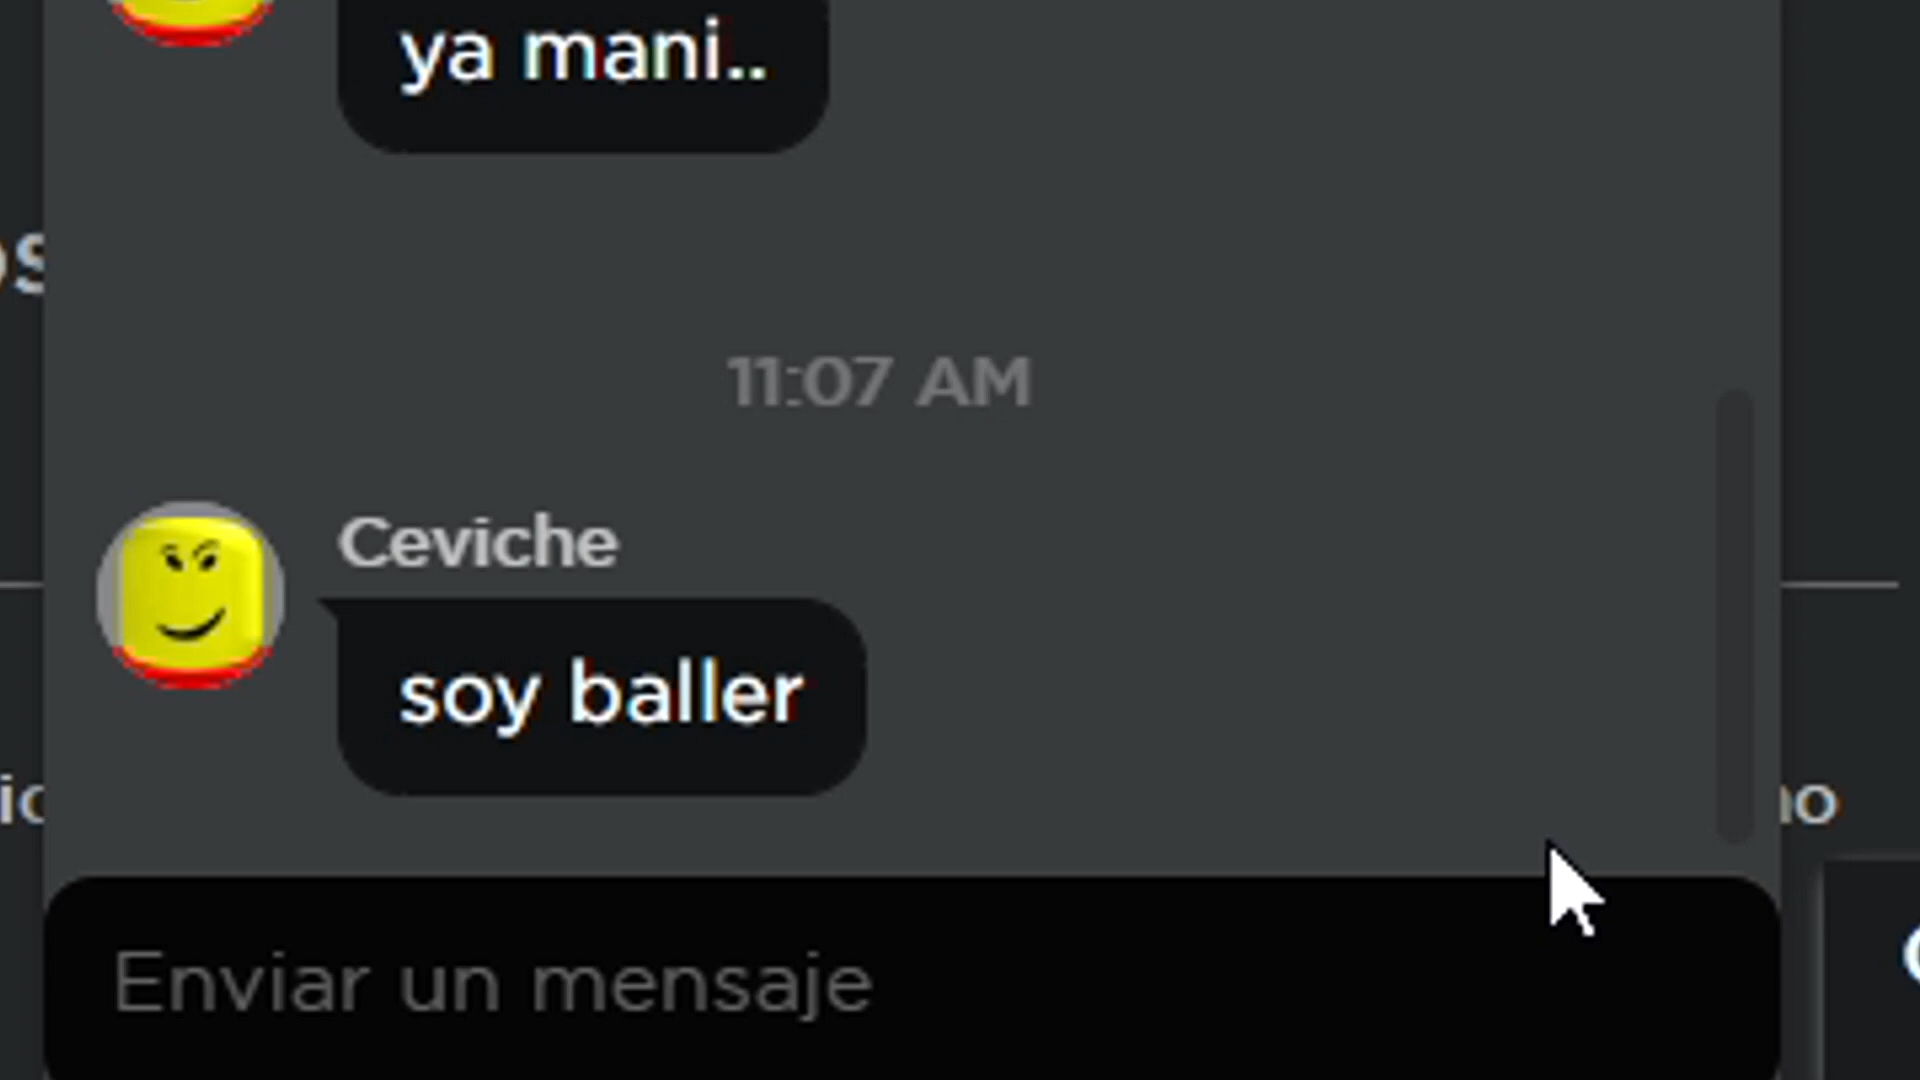 ya mani..
11:07 AM
Ceviche
soy baller
Enviar un mensaje